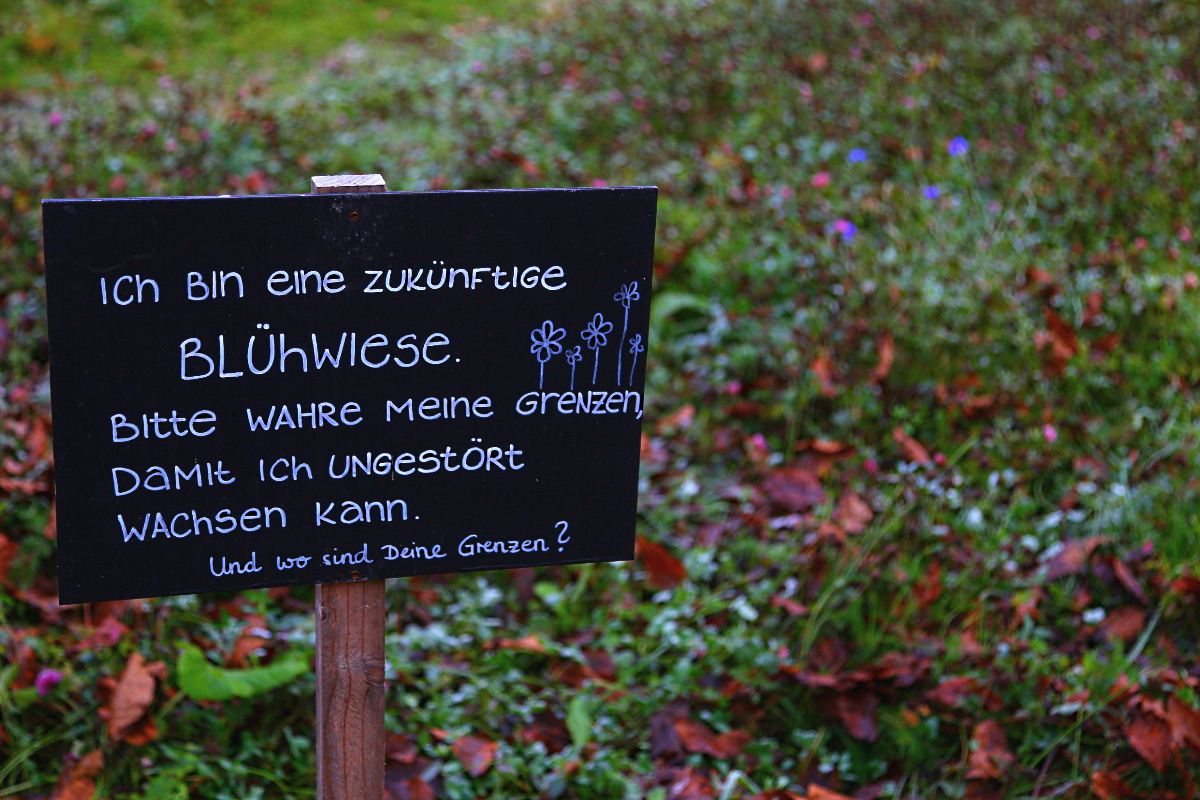 Ich bin eine zukünftige
Blühwiese.
Bitte wahre meine Grenzen,
damit ich ungestört
wachsen kann.
Und wo sind Deine Grenzen?